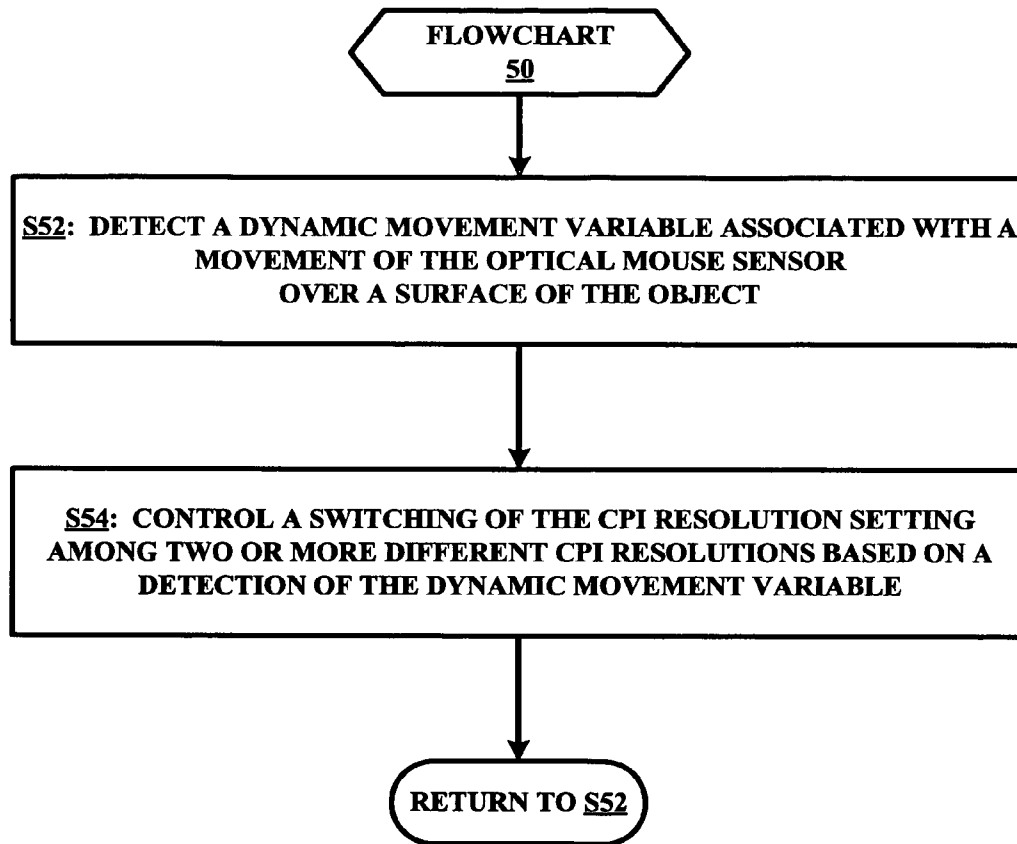 FLOWCHART
50
S52: DETECT A DYNAMIC MOVEMENT VARIABLE ASSOCIATED WITH A
MOVEMENT OF THE OPTICAL MOUSE SENSOR
OVER A SURFACE OF THE OBJECT
S54: CONTROL A SWITCHING OF THE CPI RESOLUTION SETTING
AMONG TWO OR MORE DIFFERENT CPI RESOLUTIONS BASED ON A
DETECTION OF THE DYNAMIC MOVEMENT VARIABLE
RETURN TO S52